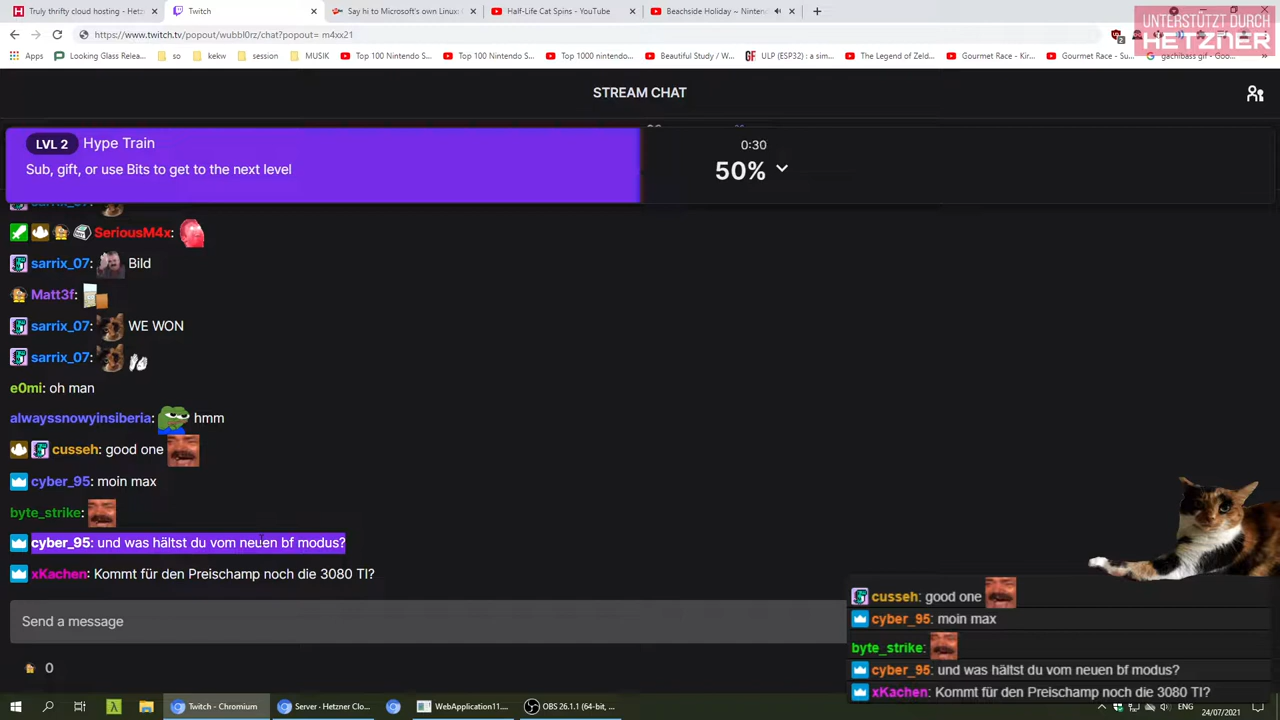 Truly thrifty cloud hosting - Hetz
Twitch
Say hi to Microsoft's own Linux:
Half-Life Cat Spins - YouTube
Beachside Holiday ~ Ninten
UNTERSTÜTZT DURCH
HETZNER
https://www.twitch.tv/popout/wubbl0rz/chat?popout=
m4xx21
Apps
Looking Glass Relea...
so
kekw
session
MUSIK
Top 100 Nintendo S...
Top 100 Nintendo S...
Top 1000 nintendo...
Beautiful Study / W...
ULP (ESP32) : a sim...
The Legend of Zeld...
Gourmet Race - Kir...
Gourmet Race - Su...
gachibass gif - Goo...
STREAM CHAT
LVL 2 Hype Train
Sub, gift, or use Bits to get to the next level
0:30
50%
SeriousM4x:
sarrix_07: Bild
Matt3f:
sarrix_07: WE WON
sarrix_07:
e0mi: oh man
alwayssnowyinsiberia: hmm
cusseh: good one
cyber_95: moin max
byte_strike:
cyber_95: und was hältst du vom neuen bf modus?
xKachen: Kommt für den Preischamp noch die 3080 TI?
Send a message
0
cusseh: good one
cyber_95: moin max
byte_strike:
cyber_95: und was hältst du vom neuen bf modus?
xKachen: Kommt für den Preischamp noch die 3080 TI?
Twitch - Chromium
Server · Hetzner Clo...
WebApplication11...
OBS 26.1.1 (64-bit, ...
24/07/2021